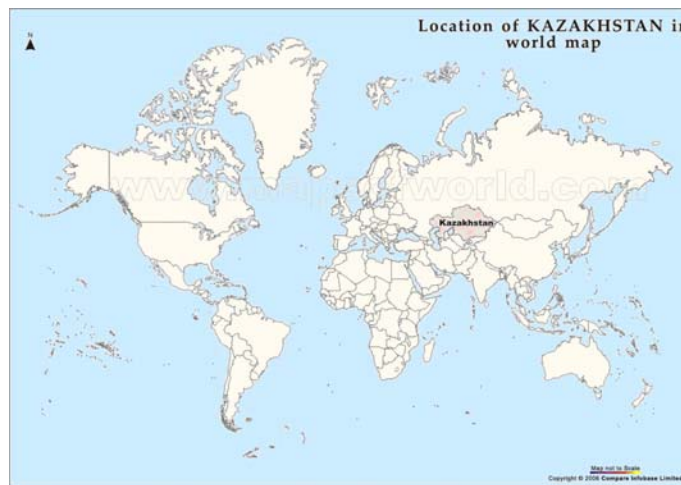 Location of KAZAKHSTAN in
world map
N
Kazakhstan
Map not to Scale
Copyright © 2006 Compare Infobase Limited